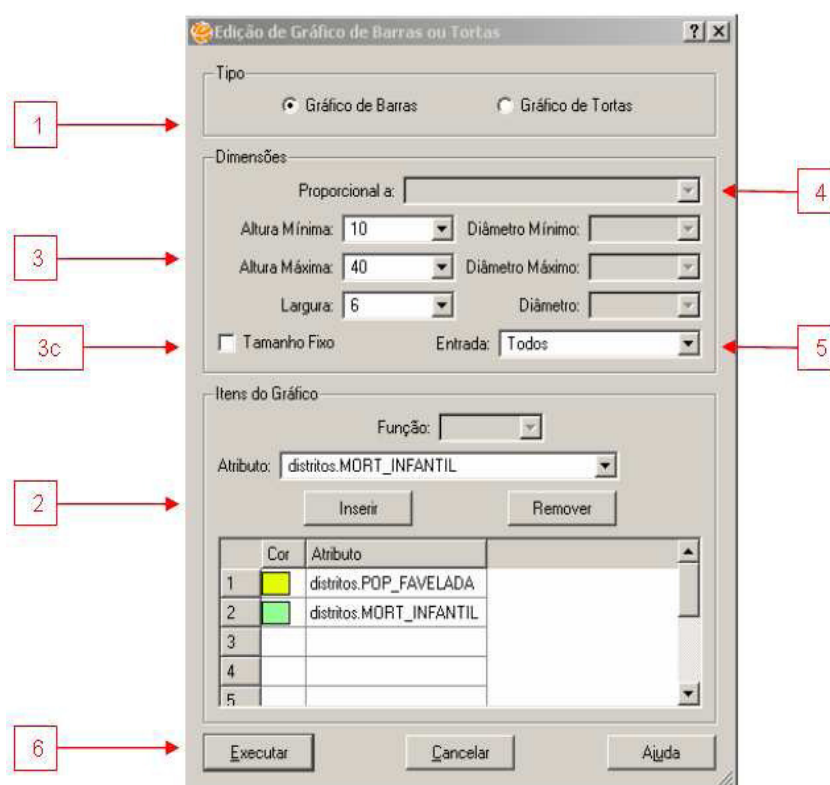 Edição de Gráfico de Barras ou Tortas
Tipo
Gráfico de Barras Gráfico de Tortas
1
Dimensões
Proporcional a:
4
Altura Mínima: 10 Diâmetro Mínimo:
3
Altura Máxima: 40 Diâmetro Máximo:
Largura: 6 Diâmetro:
3c
Tamanho Fixo Entrada: Todos
5
Itens do Gráfico
Função:
Atributo: distritos.MORT_INFANTIL
2
Inserir Remover
Cor Atributo
1 distritos.POP_FAVELADA
2 distritos.MORT_INFANTIL
3
4
5
6
Executar Cancelar Ajuda